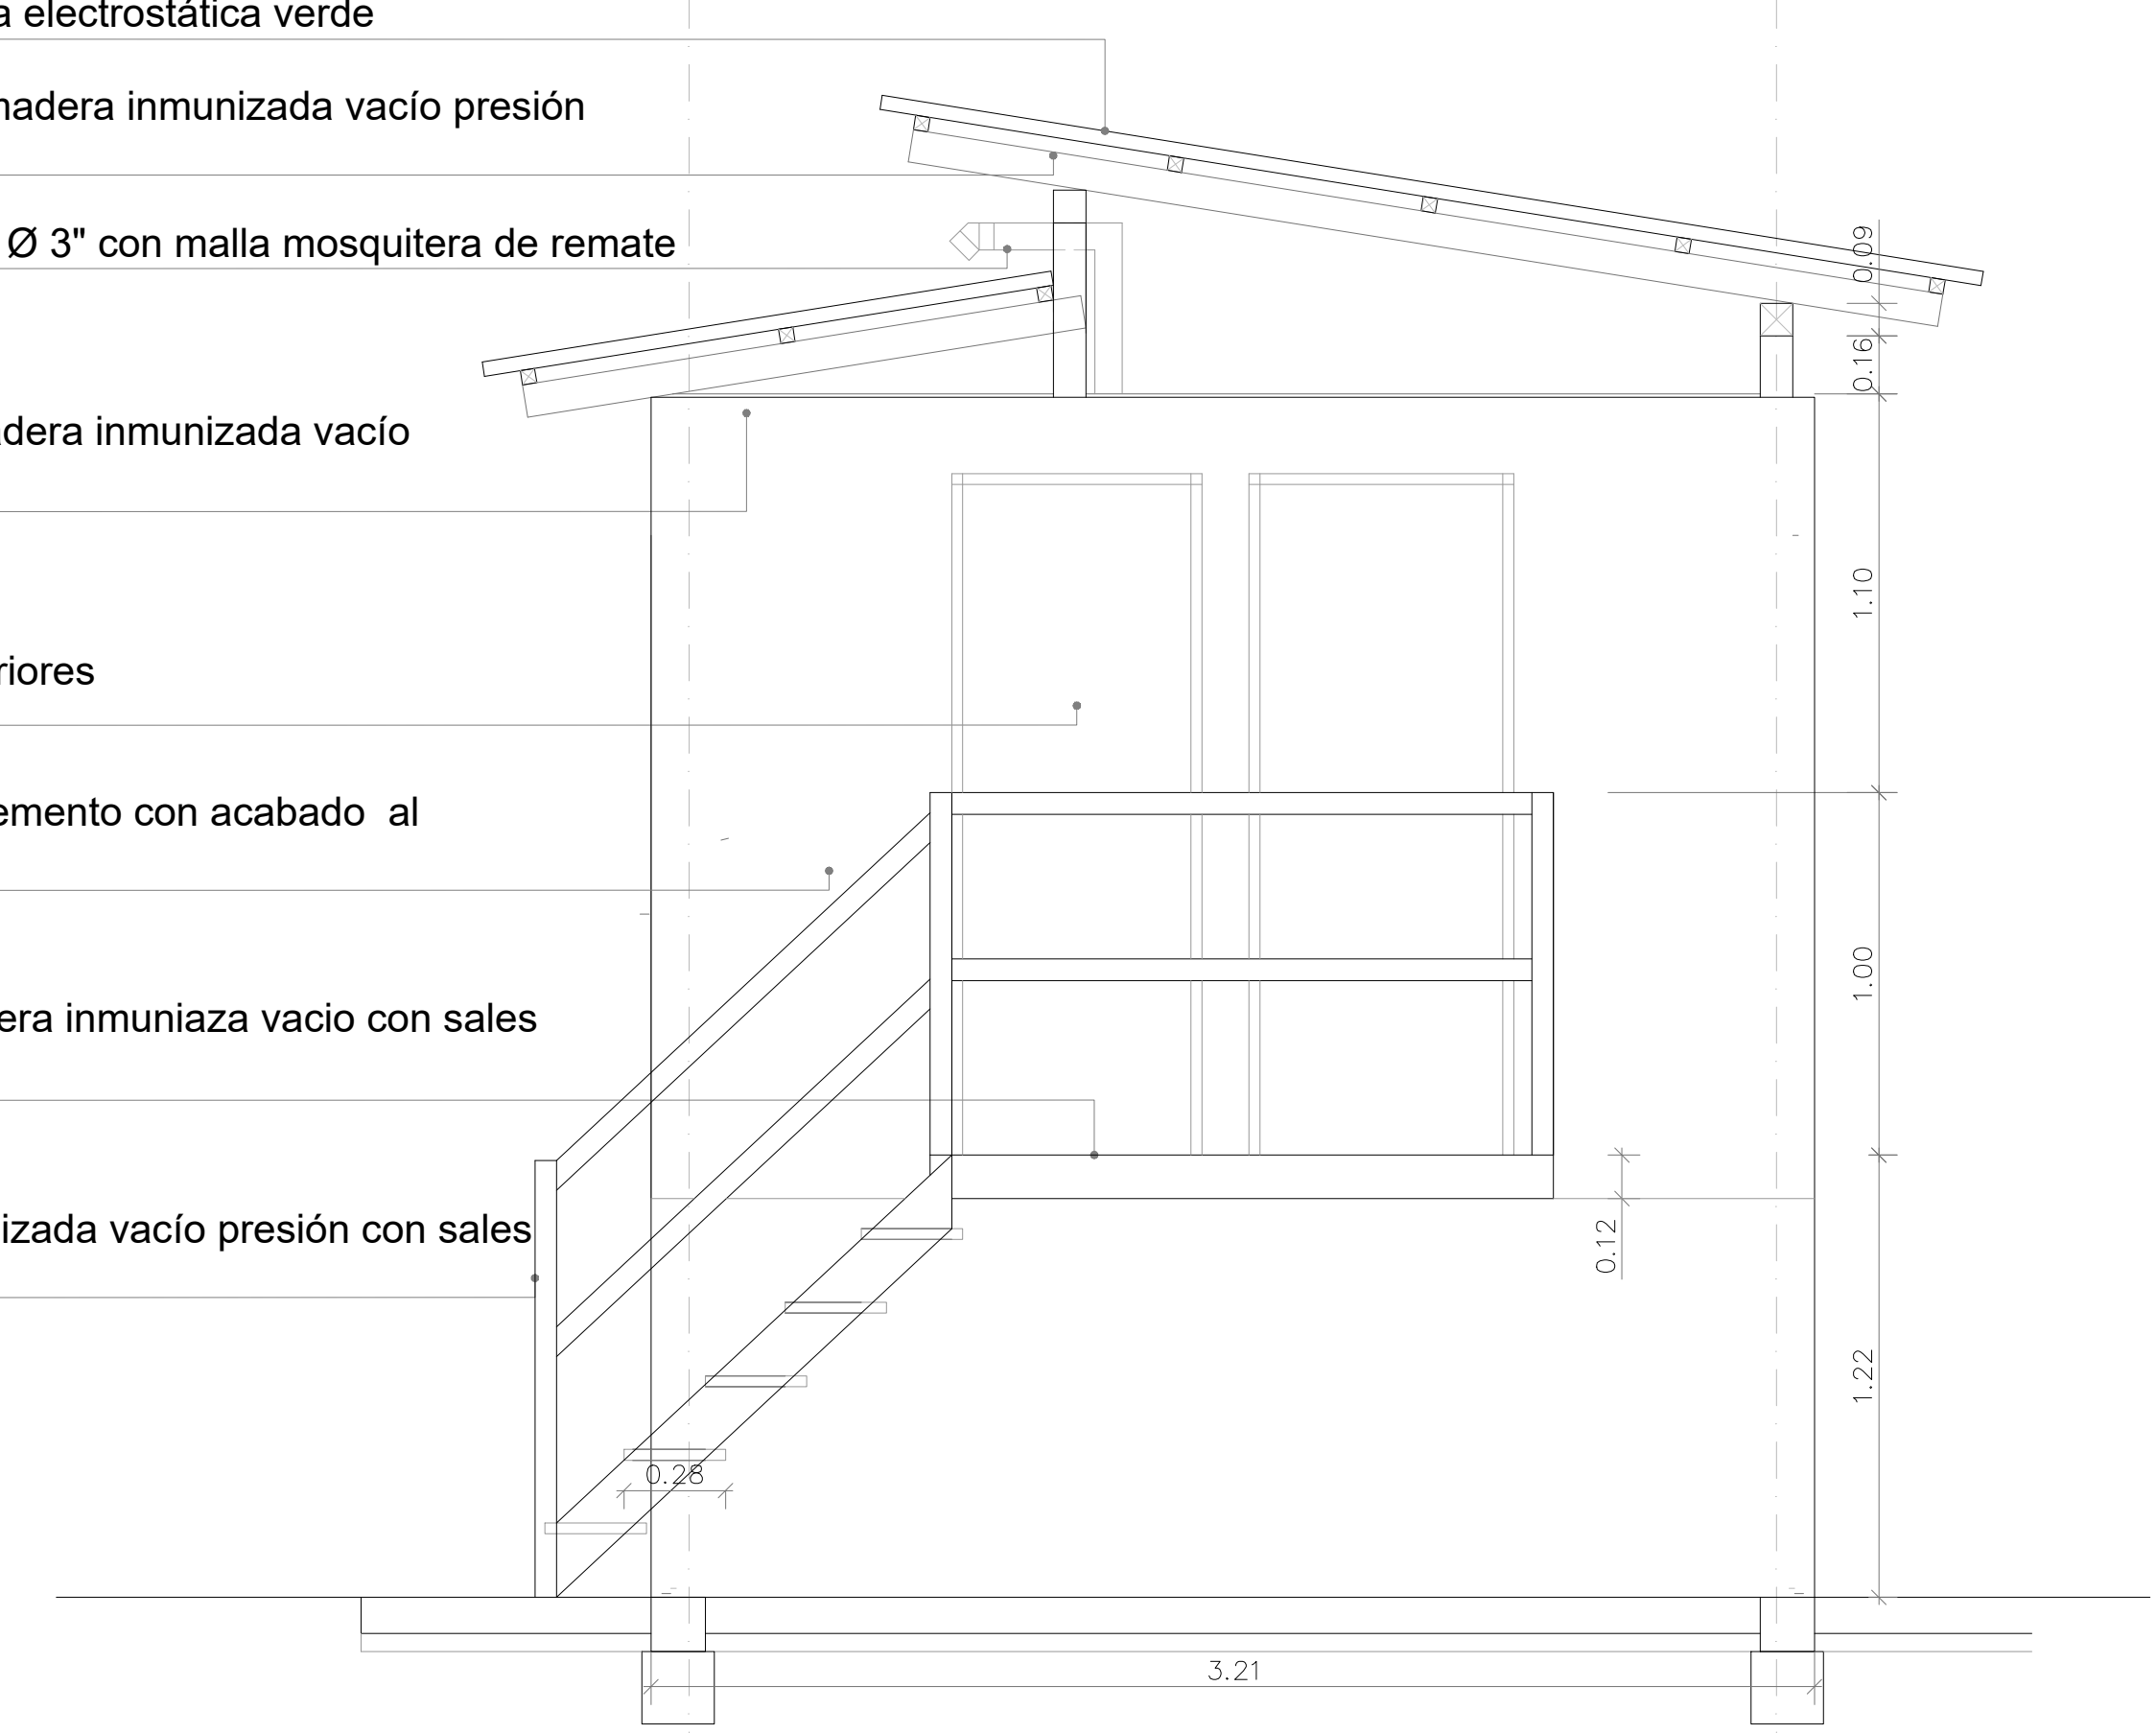 a electrostática verde
madera inmunizada vacío presión
Ø 3" con malla mosquitera de remate
0.09
0.16
adera inmunizada vacío
1.10
riores
emento con acabado  al
1.00
era inmuniaza vacio con sales
izada vacío presión con sales
0.12
1.22
0.28
3.21